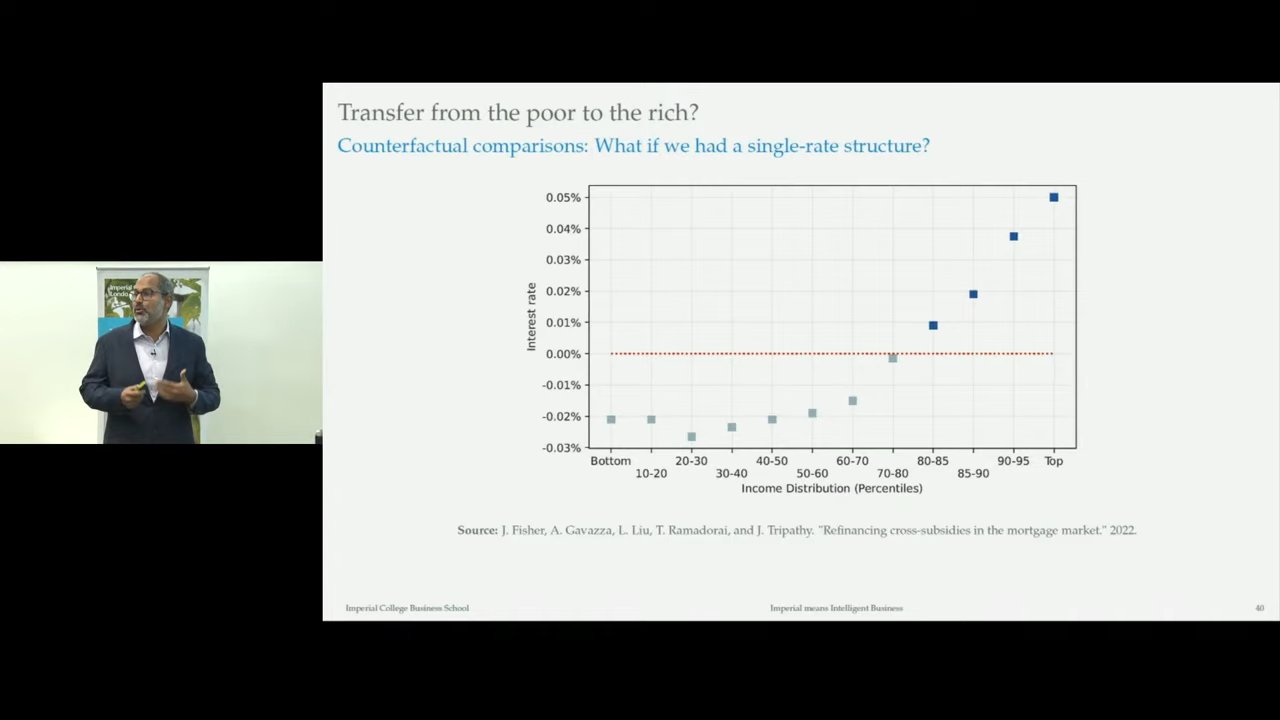 Transfer from the poor to the rich?
Counterfactual comparisons: What if we had a single-rate structure?
0.05%
0.04%
0.03%
0.02%
0.01%
0.00%
-0.01%
-0.02%
-0.03%
Interest rate
Bottom 20-30 40-50 60-70 80-85 90-95 Top
10-20 30-40 50-60 70-80 85-90
Income Distribution (Percentiles)
Source: J. Fisher, A. Gavazza, L. Liu, T. Ramadorai, and J. Tripathy. "Refinancing cross-subsidies in the mortgage market." 2022.
Imperial College Business School
Imperial means Intelligent Business
40
Imperial